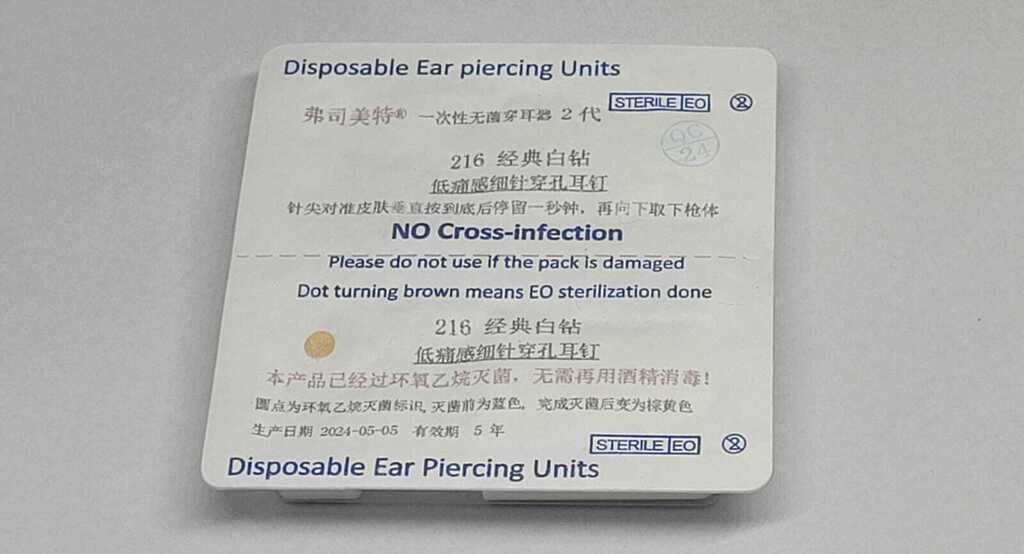 Disposable Ear piercing Units
STERILE EO
弗司美特® 一次性无菌穿耳器 2 代
QC
24
216 经典白钻
低痛感细针穿孔耳钉
针尖对准皮肤垂直按到底后停留一秒钟，再向下取下枪体
NO Cross-infection
Please do not use if the pack is damaged
Dot turning brown means EO sterilization done
216 经典白钻
低痛感细针穿孔耳钉
本产品已经过环氧乙烷灭菌，无需再用酒精消毒！
圆点为环氧乙烷灭菌标识,灭菌前为蓝色，完成灭菌后变为棕黄色
生产日期 2024-05-05 有效期 5 年
STERILE EO
Disposable Ear Piercing Units